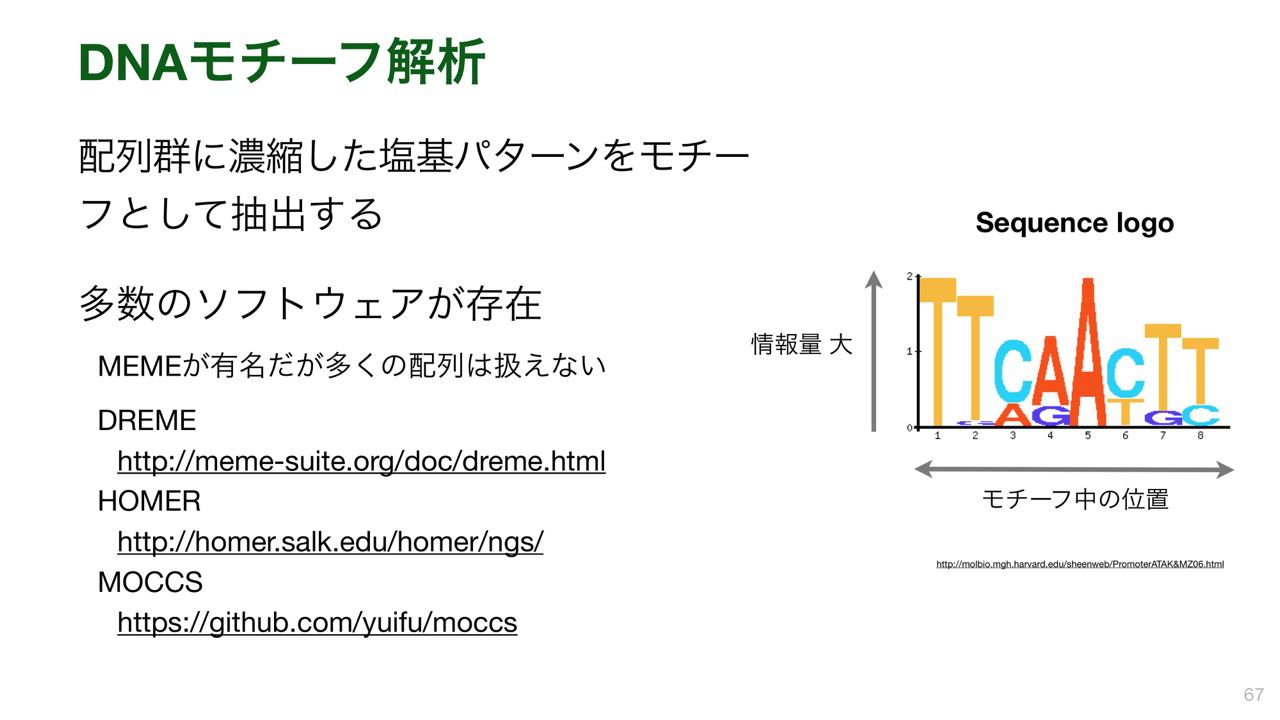 DNAモチーフ解析
配列群に濃縮した塩基パターンをモチー
フとして抽出する
多数のソフトウェアが存在
MEMEが有名だが多くの配列は扱えない
DREME
http://meme-suite.org/doc/dreme.html
HOMER
http://homer.salk.edu/homer/ngs/
MOCCS
https://github.com/yuifu/moccs
Sequence logo
情報量 大
2
1
0
TTCAACTT
AG TGC
1 2 3 4 5 6 7 8
モチーフ中の位置
http://molbio.mgh.harvard.edu/sheenweb/PromoterATAK&MZ06.html
67